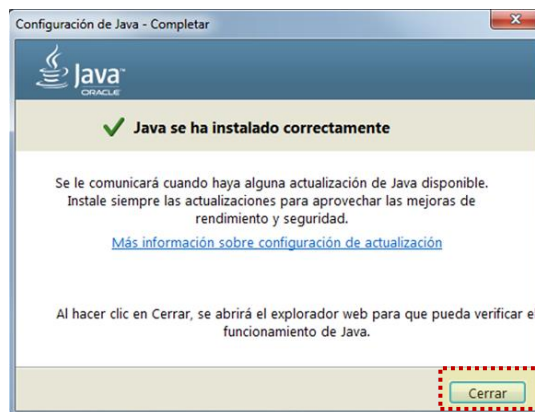 Configuración de Java - Completar
Java™
ORACLE
Java se ha instalado correctamente
Se le comunicará cuando haya alguna actualización de Java disponible.
Instale siempre las actualizaciones para aprovechar las mejoras de
rendimiento y seguridad.
Más información sobre configuración de actualización
Al hacer clic en Cerrar, se abrirá el explorador web para que pueda verificar el
funcionamiento de Java.
Cerrar